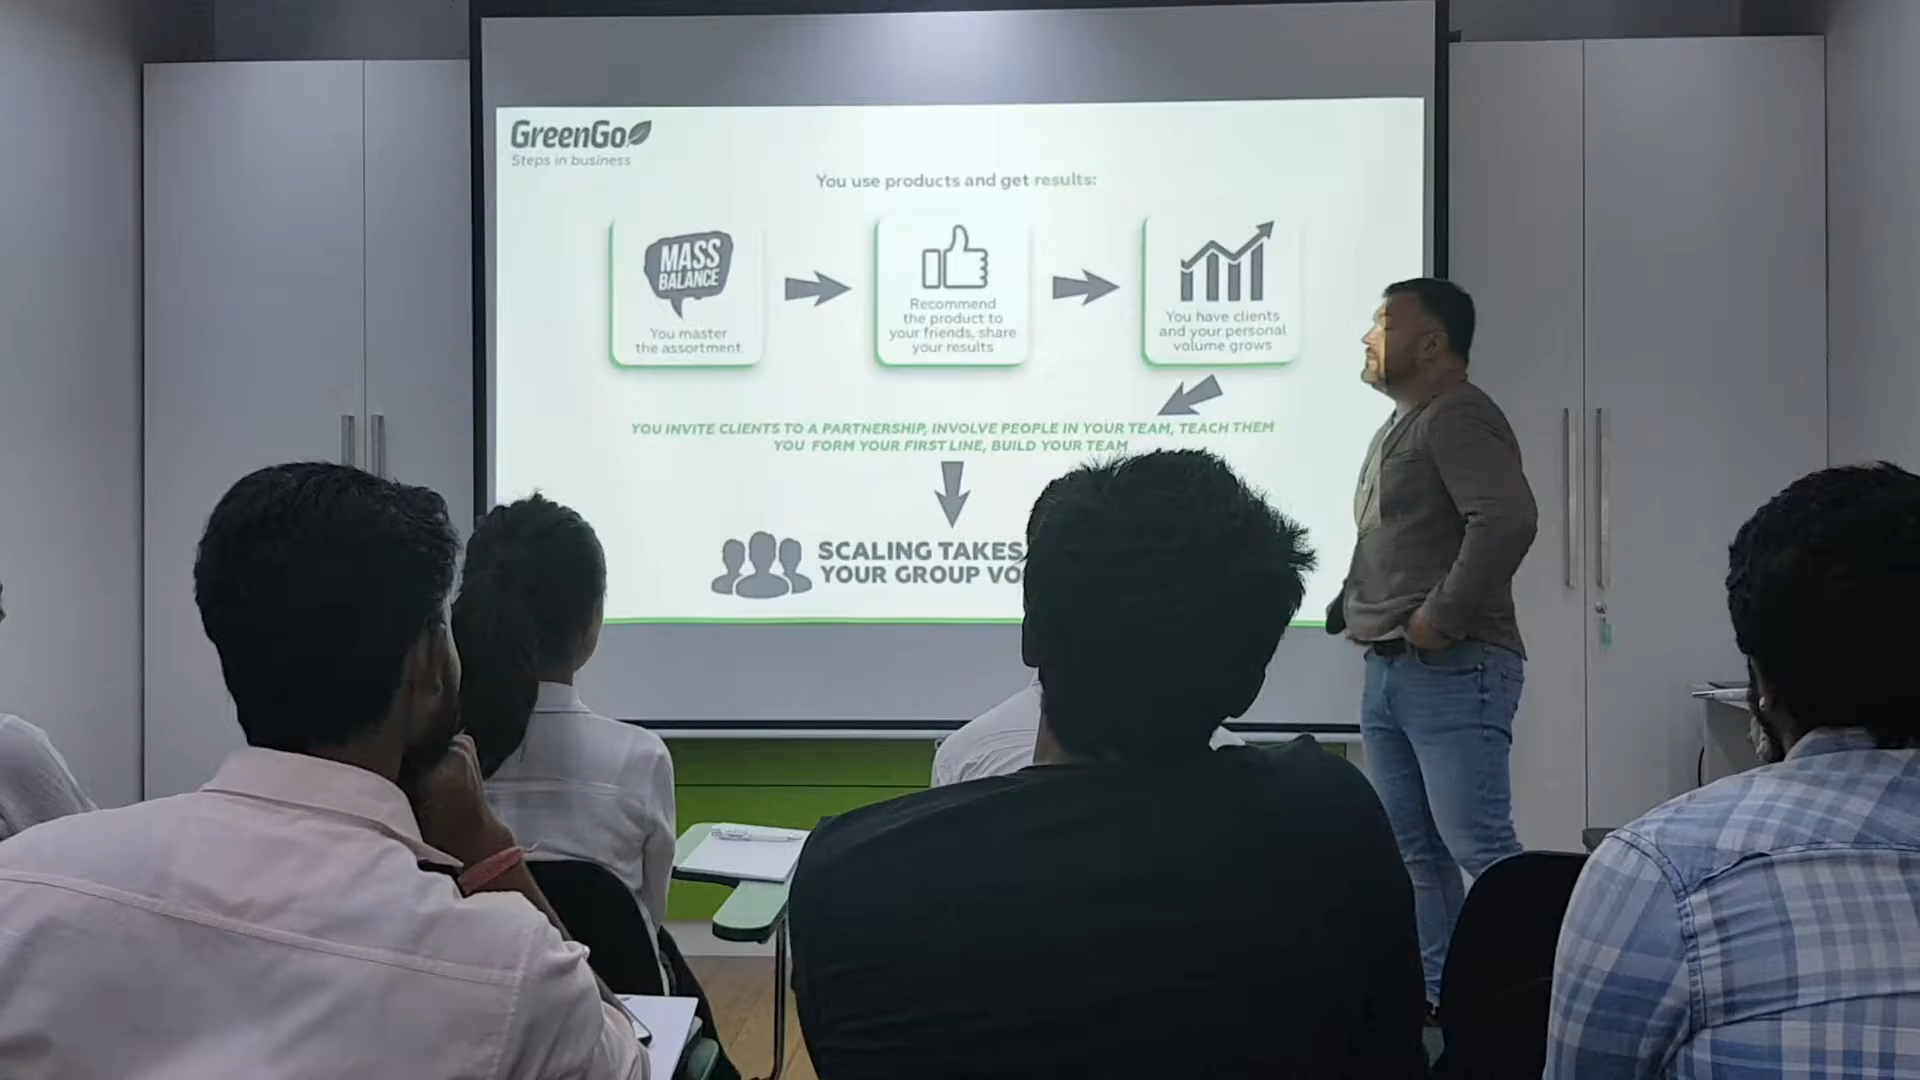 GreenGo
Steps in business
You use products and get results:
MASS
BALANCE
You master
the assortment
Recommend
the product to
your friends, share
your results
You have clients
and your personal
volume grows
YOU INVITE CLIENTS TO A PARTNERSHIP, INVOLVE PEOPLE IN YOUR TEAM, TEACH THEM
YOU FORM YOUR FIRST LINE, BUILD YOUR TEAM
SCALING TAKES
YOUR GROUP VO